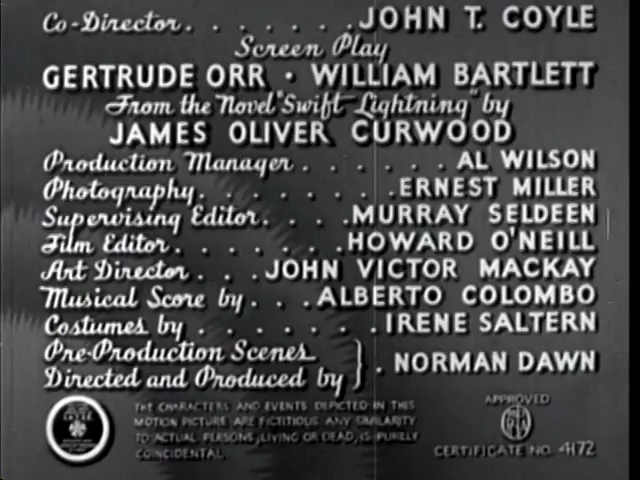 Co-Director. . . . . . .JOHN T. COYLE
Screen Play
GERTRUDE ORR · WILLIAM BARTLETT
From the Novel "Swift Lightning" by
JAMES OLIVER CURWOOD
Production Manager . . . . . . AL WILSON
Photography. . . . . . . .ERNEST MILLER
Supervising Editor. . . .MURRAY SELDEEN
Film Editor. . . . . . .HOWARD O'NEILL
Art Director . . .JOHN VICTOR MACKAY
Musical Score by. . . ALBERTO COLOMBO
Costumes by . . . . . . .IRENE SALTERN
Pre-Production Scenes
Directed and Produced by } . NORMAN DAWN
THE CHARACTERS AND EVENTS DEPICTED IN THIS
MOTION PICTURE ARE FICTITIOUS. ANY SIMILARITY
TO ACTUAL PERSONS, LIVING OR DEAD, IS PURELY
COINCIDENTAL.
APPROVED
CERTIFICATE NO. 4172